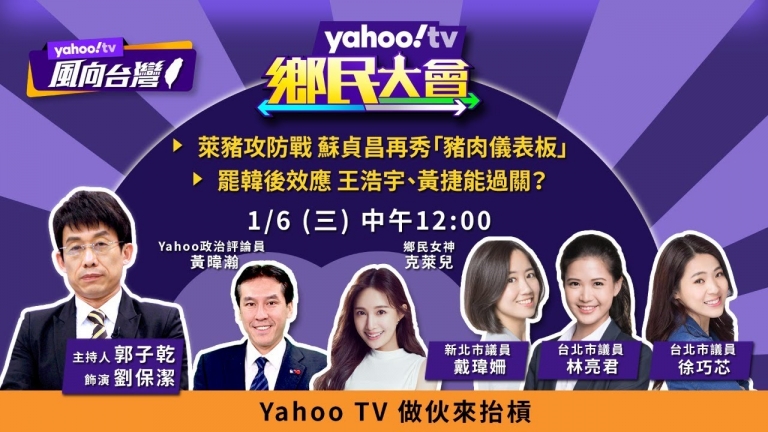 yahoo!tv
風向台灣
yahoo!tv
鄉民大會
萊豬攻防戰 蘇貞昌再秀「豬肉儀表板」
罷韓後效應 王浩宇、黃捷能過關?
1/6 (三) 中午12:00
Yahoo政治評論員
黃暐瀚
鄉民女神
克萊兒
主持人 郭子乾
飾演 劉保潔
新北市議員
戴瑋姍
台北市議員
林亮君
台北市議員
徐巧芯
Yahoo TV 做伙來抬槓